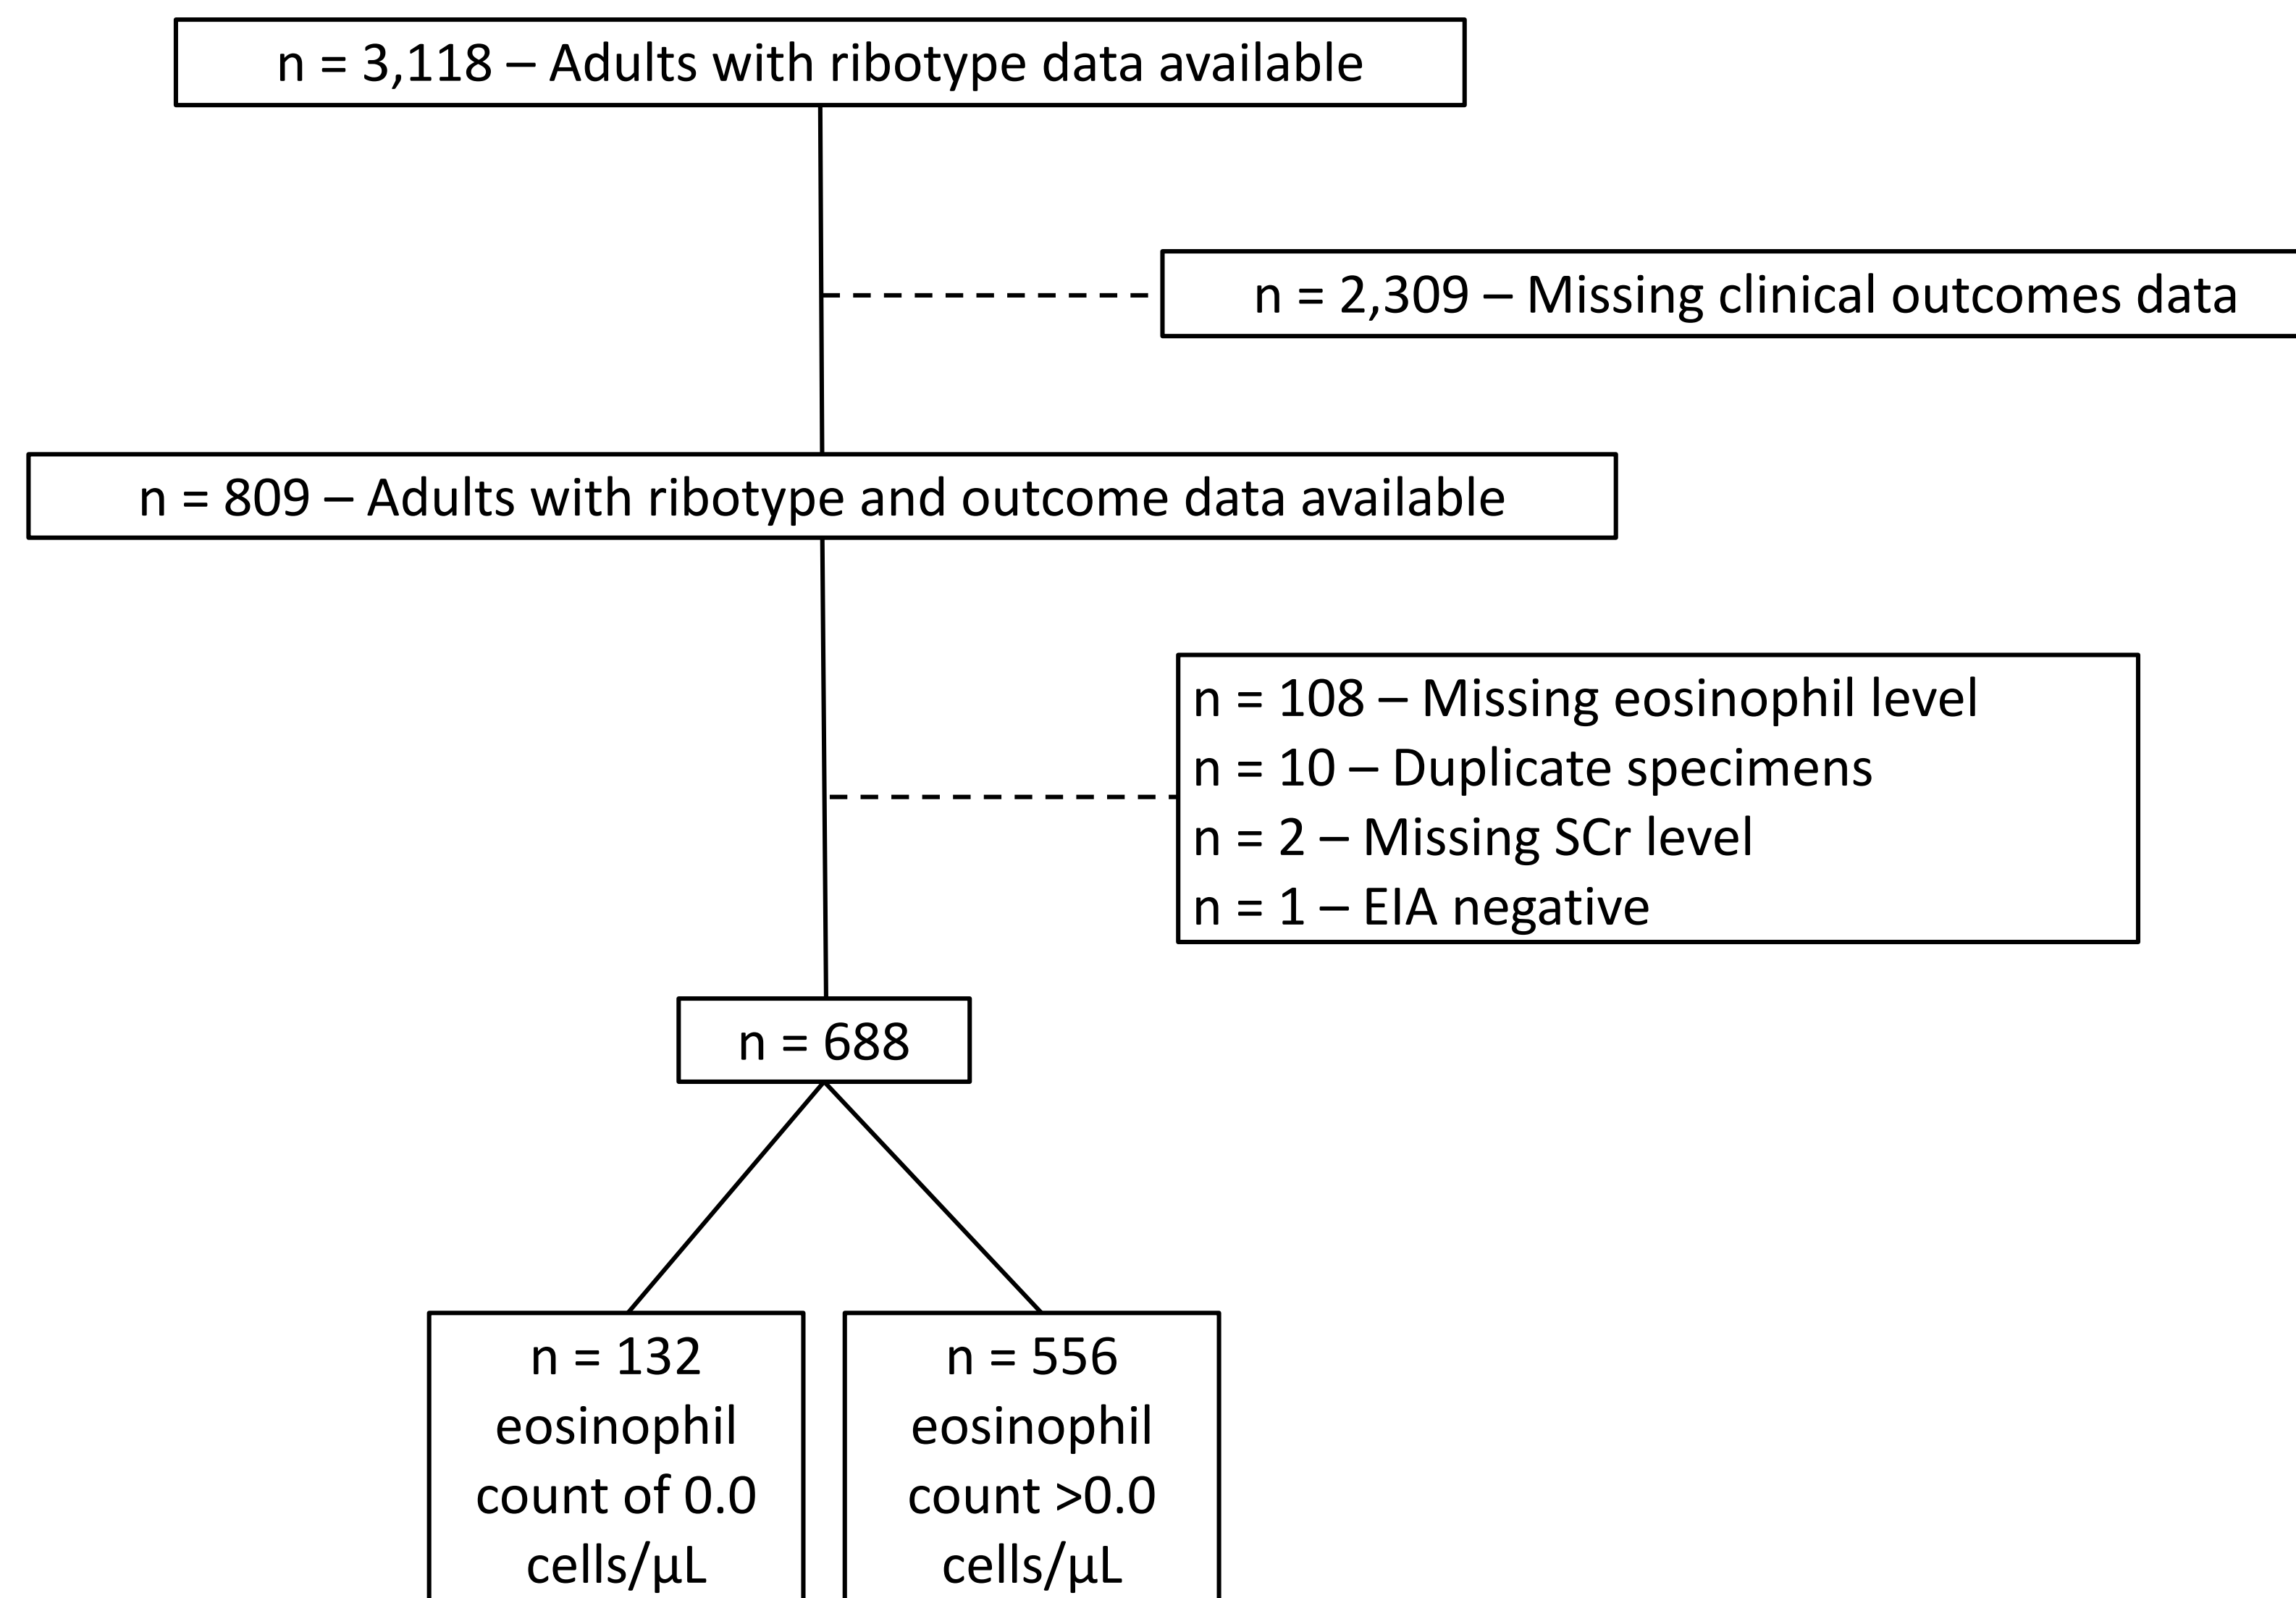 n = 3,118 – Adults with ribotype data available
n = 2,309 – Missing clinical outcomes data
n = 809 – Adults with ribotype and outcome data available
n = 108 – Missing eosinophil level
n = 10 – Duplicate specimens
n = 2 – Missing SCr level
n = 1 – EIA negative
n = 688
n = 132
eosinophil
count of 0.0
cells/µL
n = 556
eosinophil
count >0.0
cells/µL